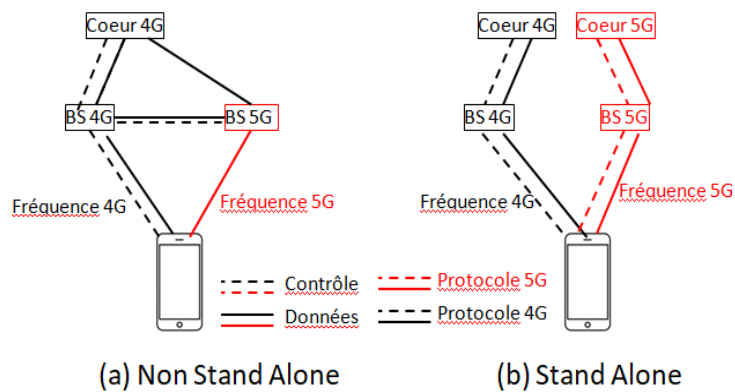 Coeur 4G
Coeur 4G
Coeur 5G
BS 4G
BS 5G
BS 4G
BS 5G
Fréquence 4G
Fréquence 5G
Fréquence 4G
Fréquence 5G
Contrôle
Protocole 5G
Données
Protocole 4G
(a) Non Stand Alone
(b) Stand Alone